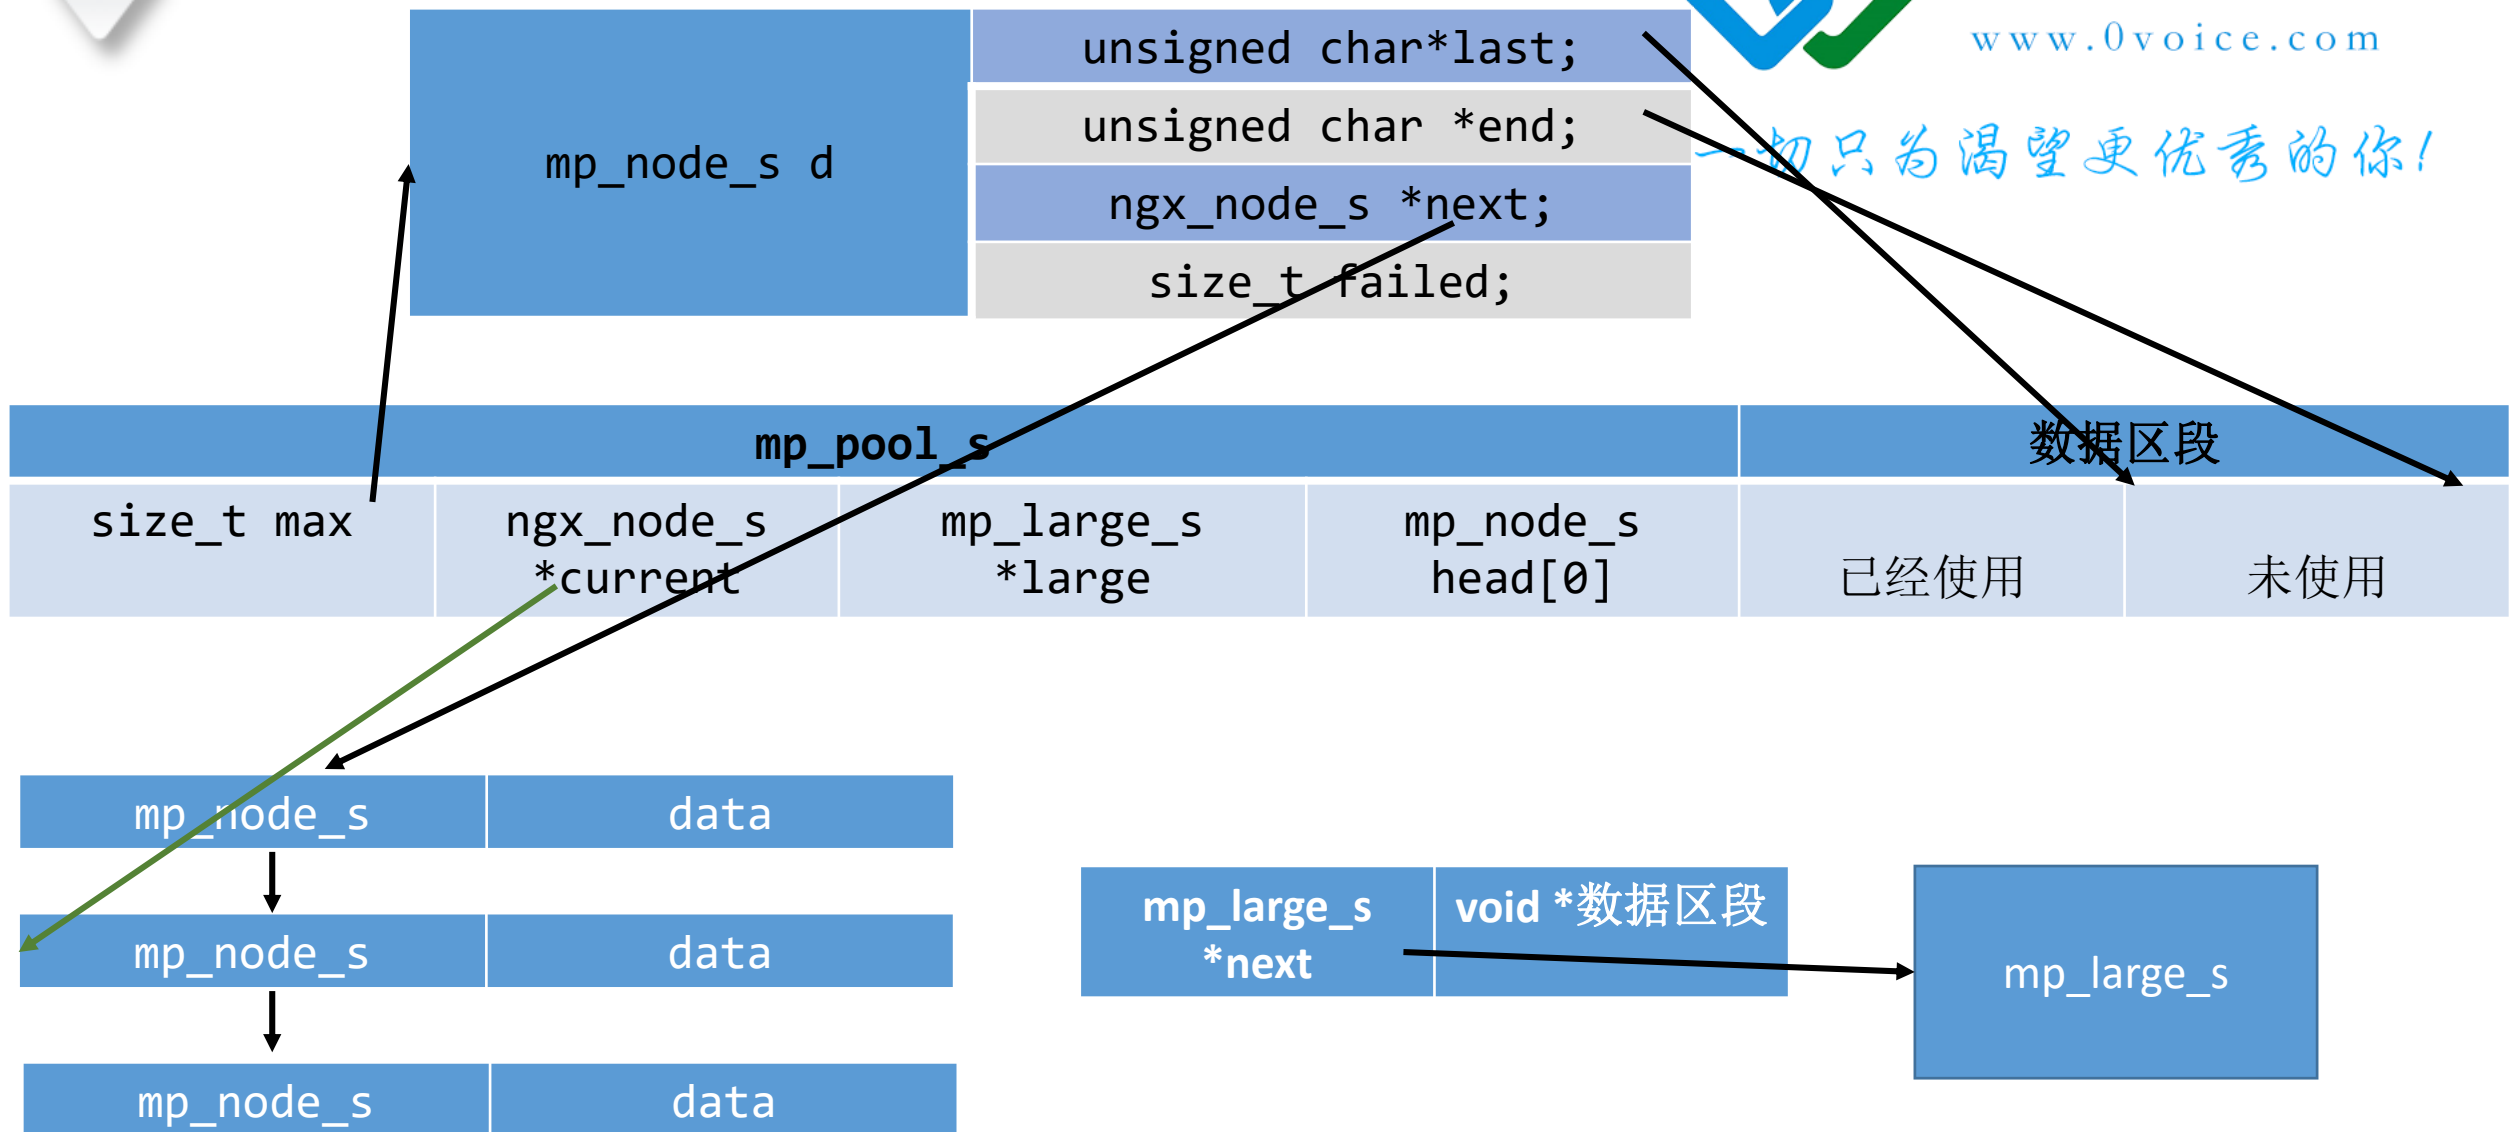 www.0voice.com
一切只为渴望更优秀的你!
mp_node_s d
unsigned char*last;
unsigned char *end;
ngx_node_s *next;
size_t failed;
mp_pool_s
数据区段
size_t max
ngx_node_s
*current
mp_large_s
*large
mp_node_s
head[0]
已经使用
未使用
mp_node_s
data
mp_node_s
data
mp_node_s
data
mp_large_s
*next
void *数据区段
mp_large_s